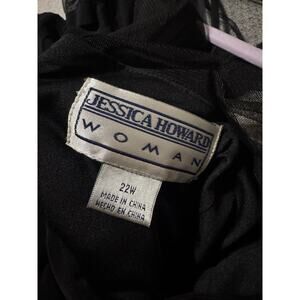 JESSICA HOWARD
WOMAN
22W
MADE IN CHINA
HECHO EN CHINA